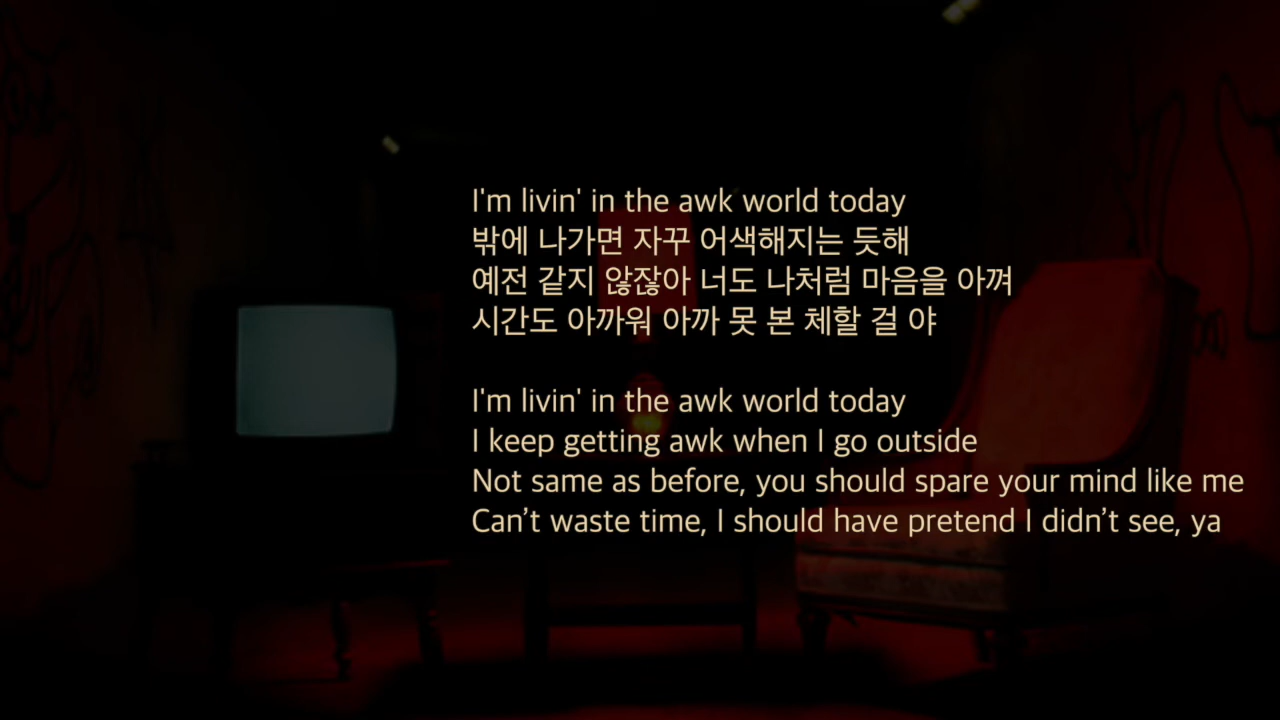 I'm livin' in the awk world today
밖에 나가면 자꾸 어색해지는 듯해
예전 같지 않잖아 너도 나처럼 마음을 아껴
시간도 아까워 아까 못 본 체할 걸 야
I'm livin' in the awk world today
I keep getting awk when I go outside
Not same as before, you should spare your mind like me
Can’t waste time, I should have pretend I didn’t see, ya